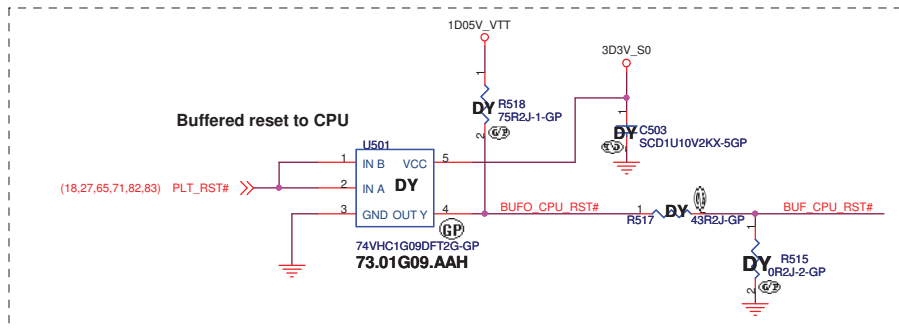 1D05V_VTT
3D3V_S0
1
R518
DY
75R2J-1-GP
2
1
C503
DY
SCD1U10V2KX-5GP
2
Buffered reset to CPU
U501
1 IN B VCC 5
(18,27,65,71,82,83) PLT_RST#
2 IN A DY
3 GND OUT Y 4
GP
74VHC1G09DFT2G-GP
73.01G09.AAH
BUFO_CPU_RST#
1
R517
DY
43R2J-GP
BUF_CPU_RST#
1
R515
DY
0R2J-2-GP
2